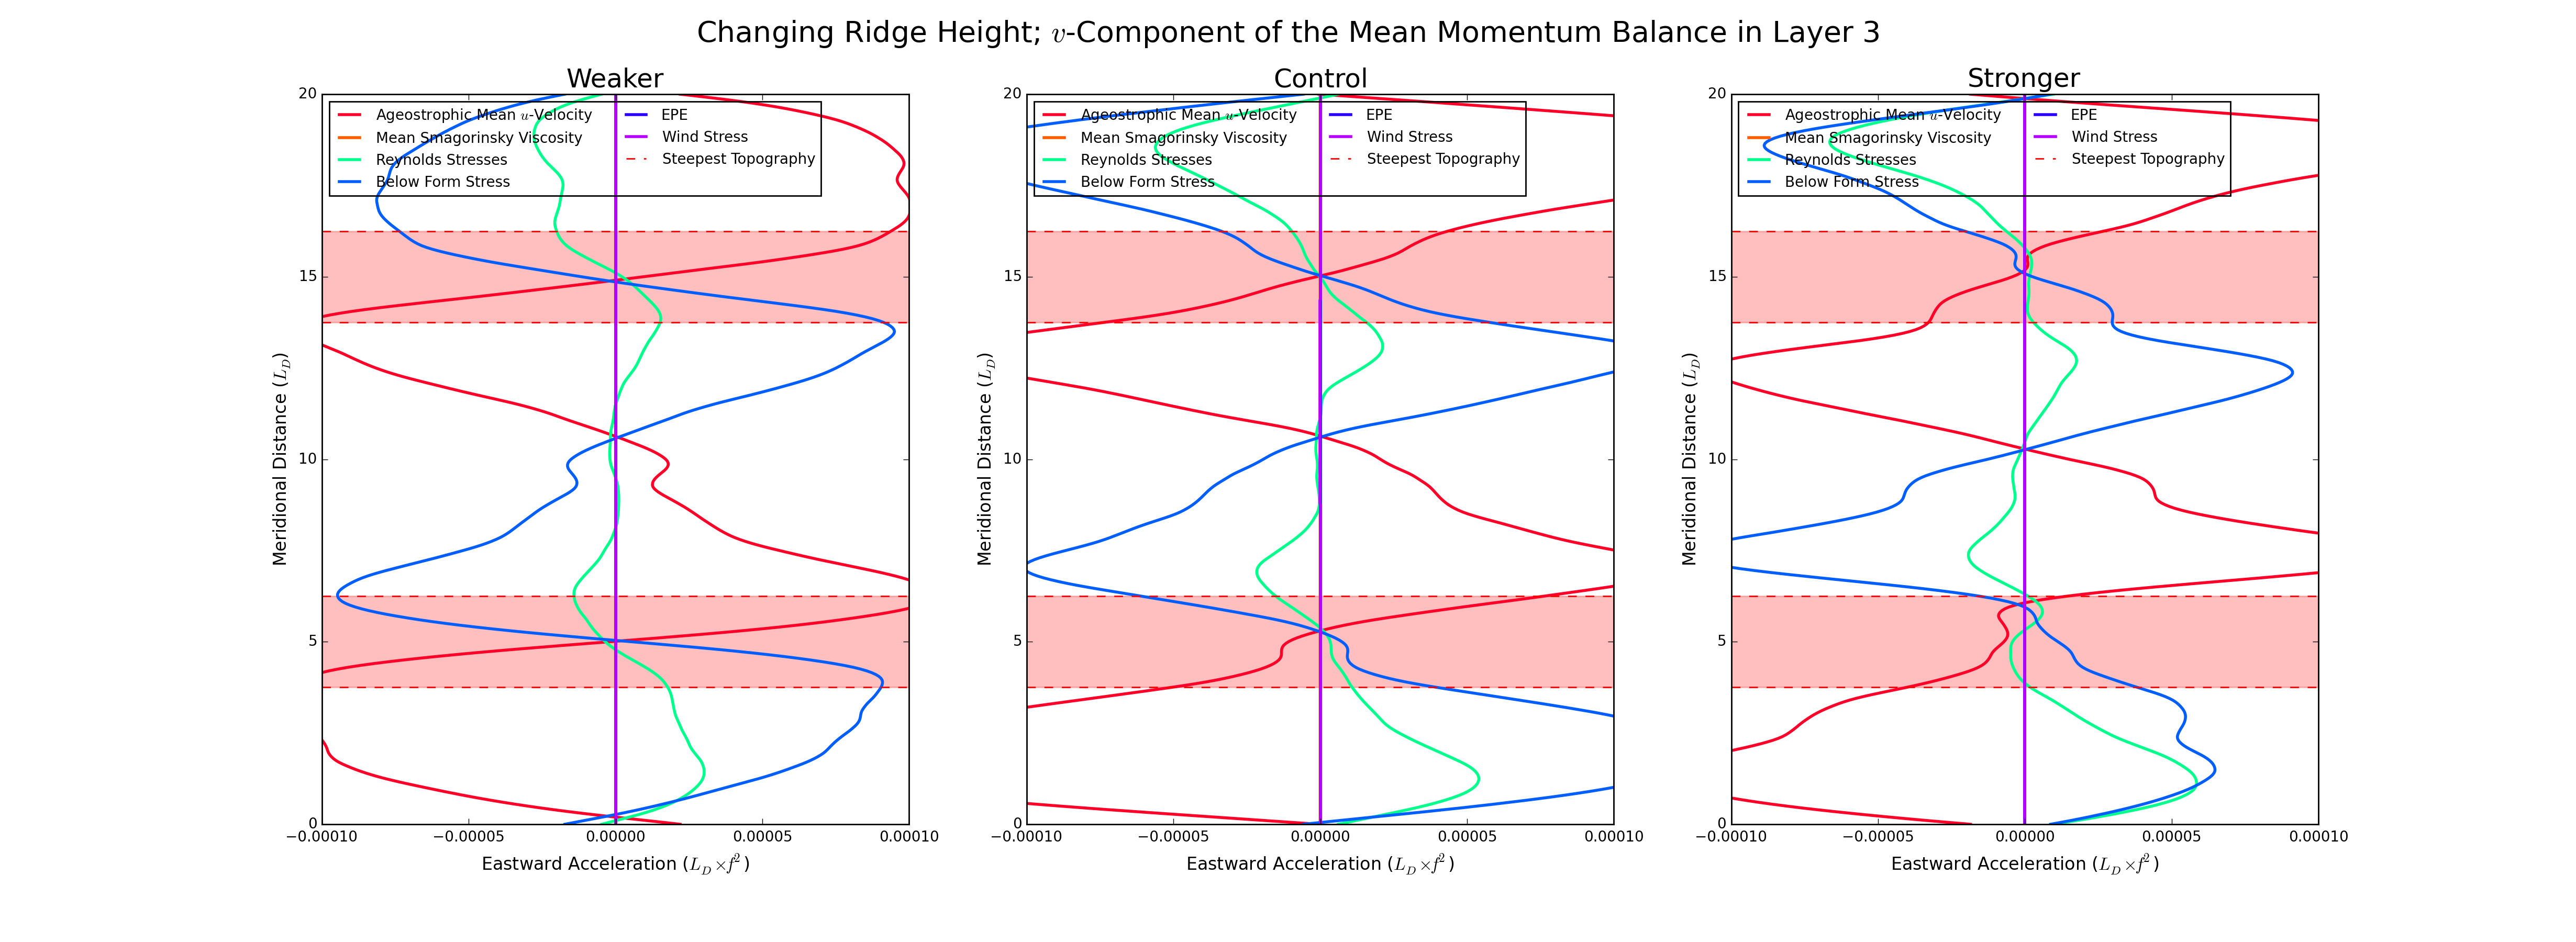 Changing Ridge Height; v-Component of the Mean Momentum Balance in Layer 3
Weaker
20
15
10
5
0
Meridional Distance (L_D)
Ageostrophic Mean u-Velocity
Mean Smagorinsky Viscosity
Reynolds Stresses
Below Form Stress
EPE
Wind Stress
Steepest Topography
−0.00010 −0.00005 0.00000 0.00005 0.00010
Eastward Acceleration (L_D×f²)
Control
20
15
10
5
0
Meridional Distance (L_D)
Ageostrophic Mean u-Velocity
Mean Smagorinsky Viscosity
Reynolds Stresses
Below Form Stress
EPE
Wind Stress
Steepest Topography
−0.00010 −0.00005 0.00000 0.00005 0.00010
Eastward Acceleration (L_D×f²)
Stronger
20
15
10
5
0
Meridional Distance (L_D)
Ageostrophic Mean u-Velocity
Mean Smagorinsky Viscosity
Reynolds Stresses
Below Form Stress
EPE
Wind Stress
Steepest Topography
−0.00010 −0.00005 0.00000 0.00005 0.00010
Eastward Acceleration (L_D×f²)